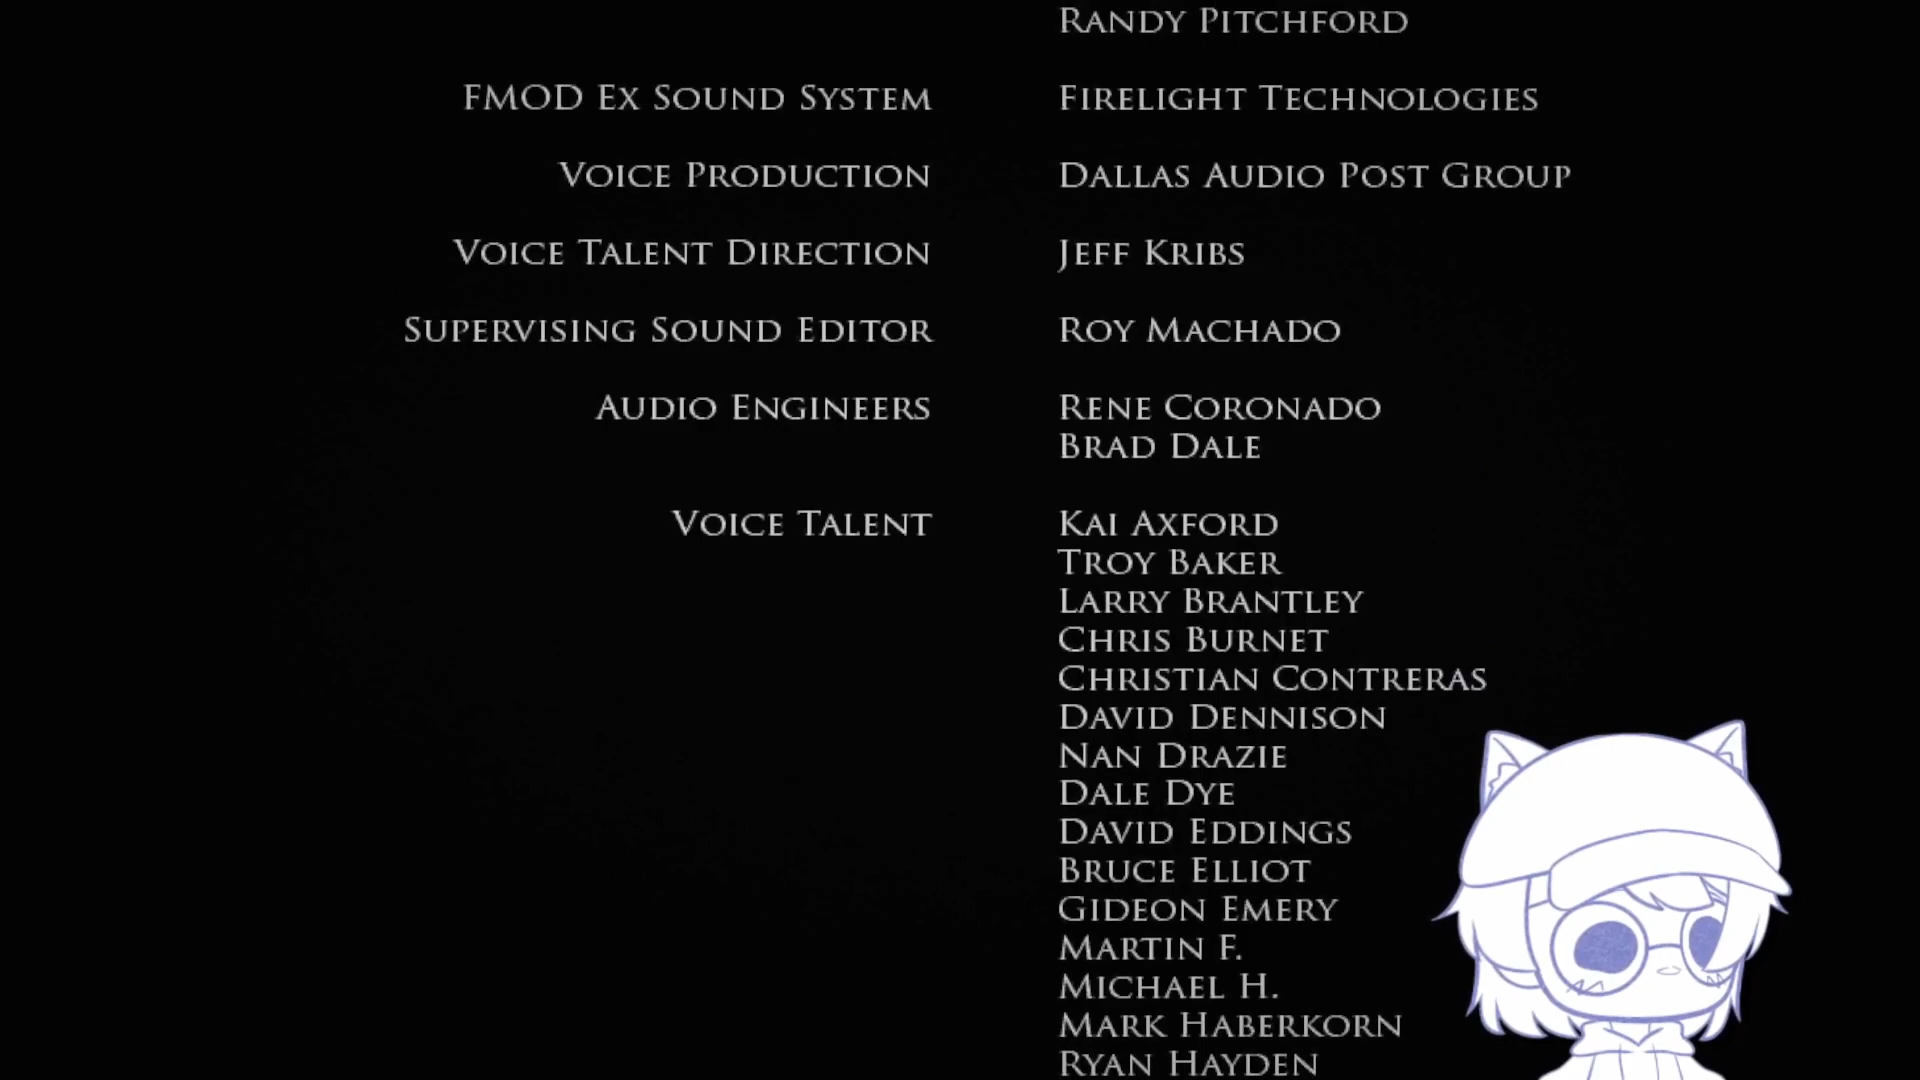 Randy Pitchford
FMOD Ex Sound System Firelight Technologies
Voice Production Dallas Audio Post Group
Voice Talent Direction Jeff Kribs
Supervising Sound Editor Roy Machado
Audio Engineers Rene Coronado
Brad Dale
Voice Talent Kai Axford
Troy Baker
Larry Brantley
Chris Burnet
Christian Contreras
David Dennison
Nan Drazie
Dale Dye
David Eddings
Bruce Elliot
Gideon Emery
Martin F.
Michael H.
Mark Haberkorn
Ryan Hayden